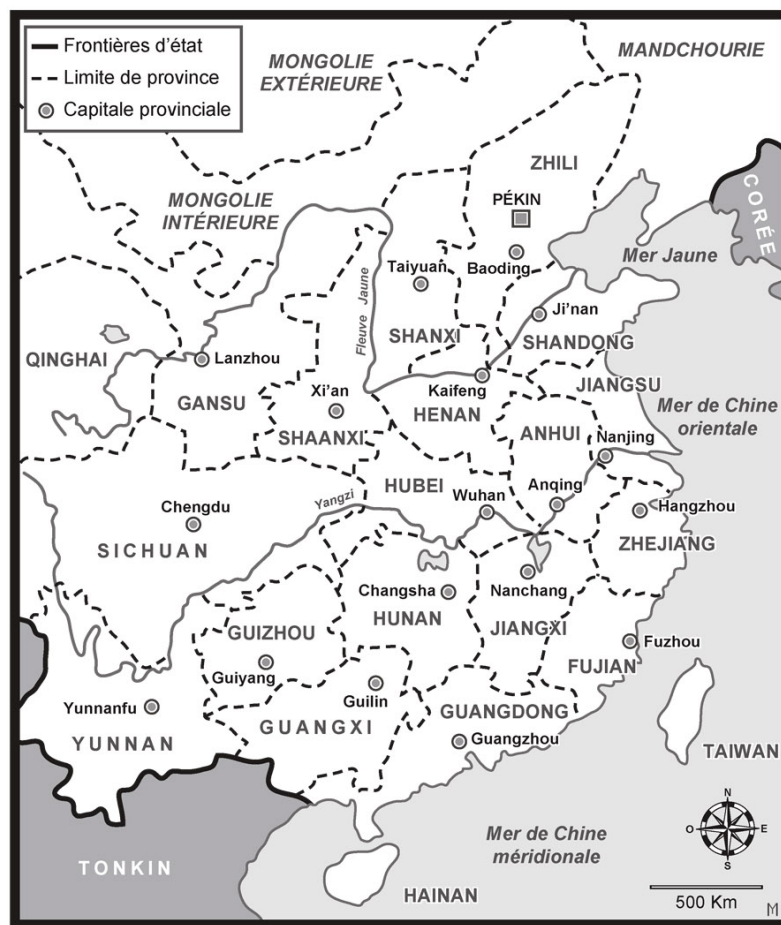 Frontières d'état
Limite de province
Capitale provinciale
MONGOLIE
EXTÉRIEURE
MANDCHOURIE
ZHILI
CORÉE
PÉKIN
MONGOLIE
INTÉRIEURE
Mer Jaune
Taiyuan
Baoding
Fleuve Jaune
Ji'nan
SHANXI
SHANDONG
QINGHAI
Lanzhou
JIANGSU
Xi'an
Kaifeng
GANSU
HENAN
Mer de Chine
orientale
SHAANXI
ANHUI
Nanjing
HUBEI
Yangzi
Wuhan
Anqing
Chengdu
Hangzhou
SICHUAN
ZHEJIANG
Changsha
Nanchang
HUNAN
JIANGXI
GUIZHOU
Fuzhou
FUJIAN
Guiyang
Guilin
Yunnanfu
GUANGXI
GUANGDONG
YUNNAN
Guangzhou
TAIWAN
N
O
E
S
Mer de Chine
méridionale
TONKIN
HAINAN
500 Km
M